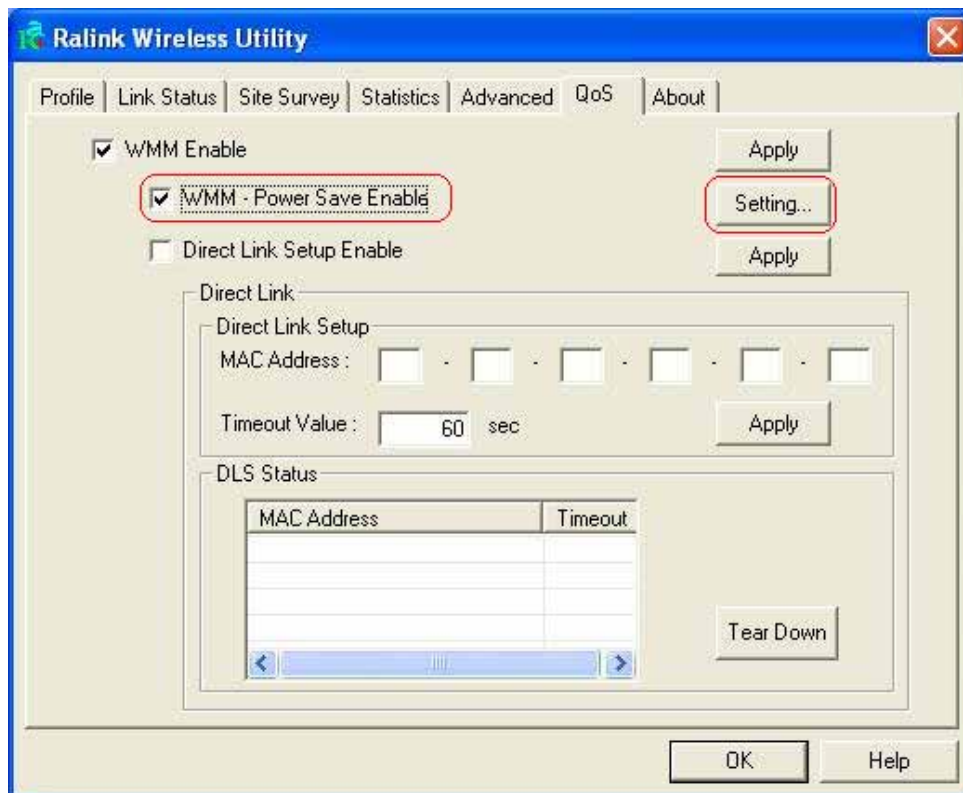 Ralink Wireless Utility
Profile Link Status Site Survey Statistics Advanced QoS About
WMM Enable Apply
WMM - Power Save Enable Setting...
Direct Link Setup Enable Apply
Direct Link
Direct Link Setup
MAC Address : - - - - -
Timeout Value : 60 sec Apply
DLS Status
MAC Address Timeout
Tear Down
OK Help